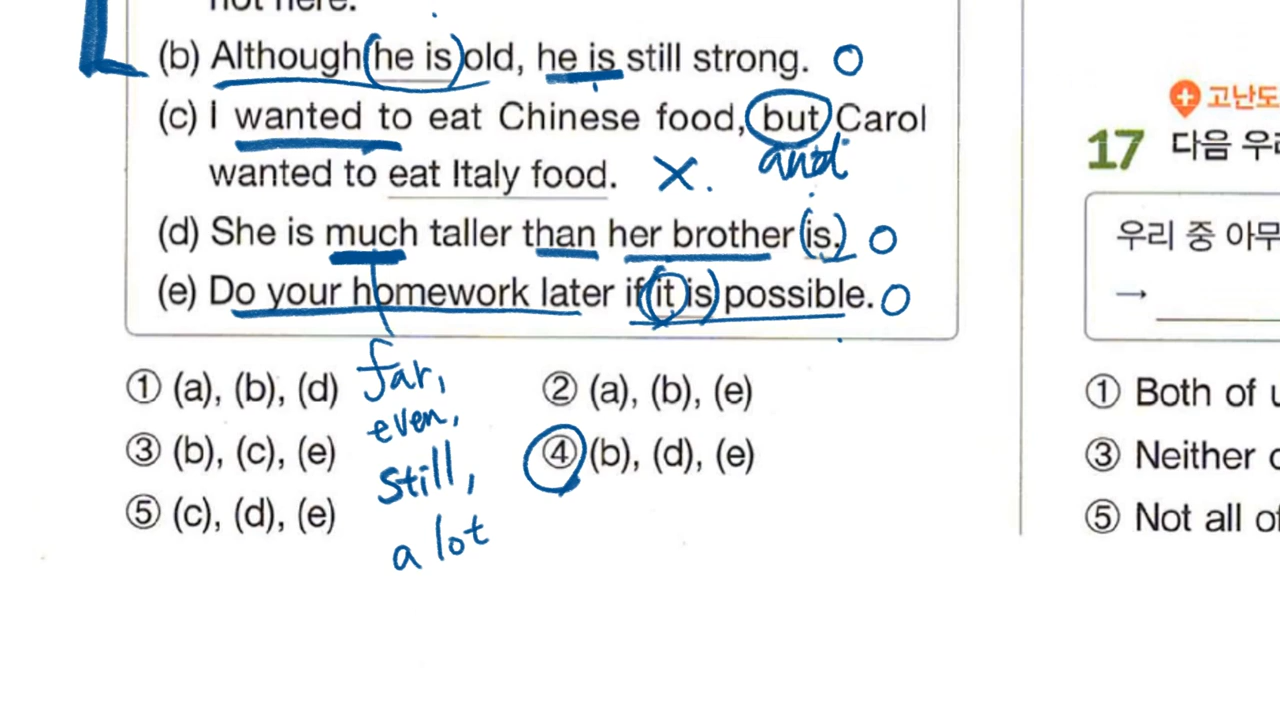 not here.
(b) Although he is old, he is still strong. O
(c) I wanted to eat Chinese food, but Carol
and
wanted to eat Italy food. X.
(d) She is much taller than her brother is. O
(e) Do your homework later if it is possible. O
① (a), (b), (d)
② (a), (b), (e)
③ (b), (c), (e)
④ (b), (d), (e)
⑤ (c), (d), (e)
far,
even,
still,
a lot
고난도
17 다음 우리
우리 중 아무
→
① Both of u
③ Neither o
⑤ Not all of